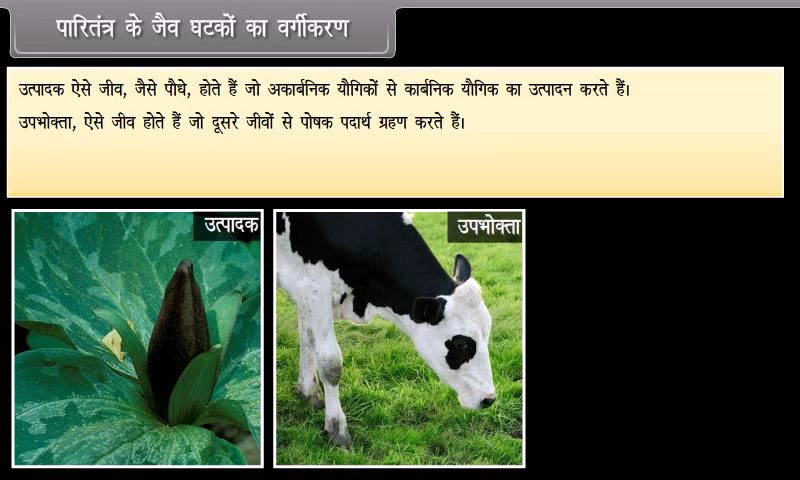 पारितंत्र के जैव घटकों का वर्गीकरण
उत्पादक ऐसे जीव, जैसे पौधे, होते हैं जो अकार्बनिक यौगिकों से कार्बनिक यौगिक का उत्पादन करते हैं।
उपभोक्ता, ऐसे जीव होते हैं जो दूसरे जीवों से पोषक पदार्थ ग्रहण करते हैं।
उत्पादक
उपभोक्ता